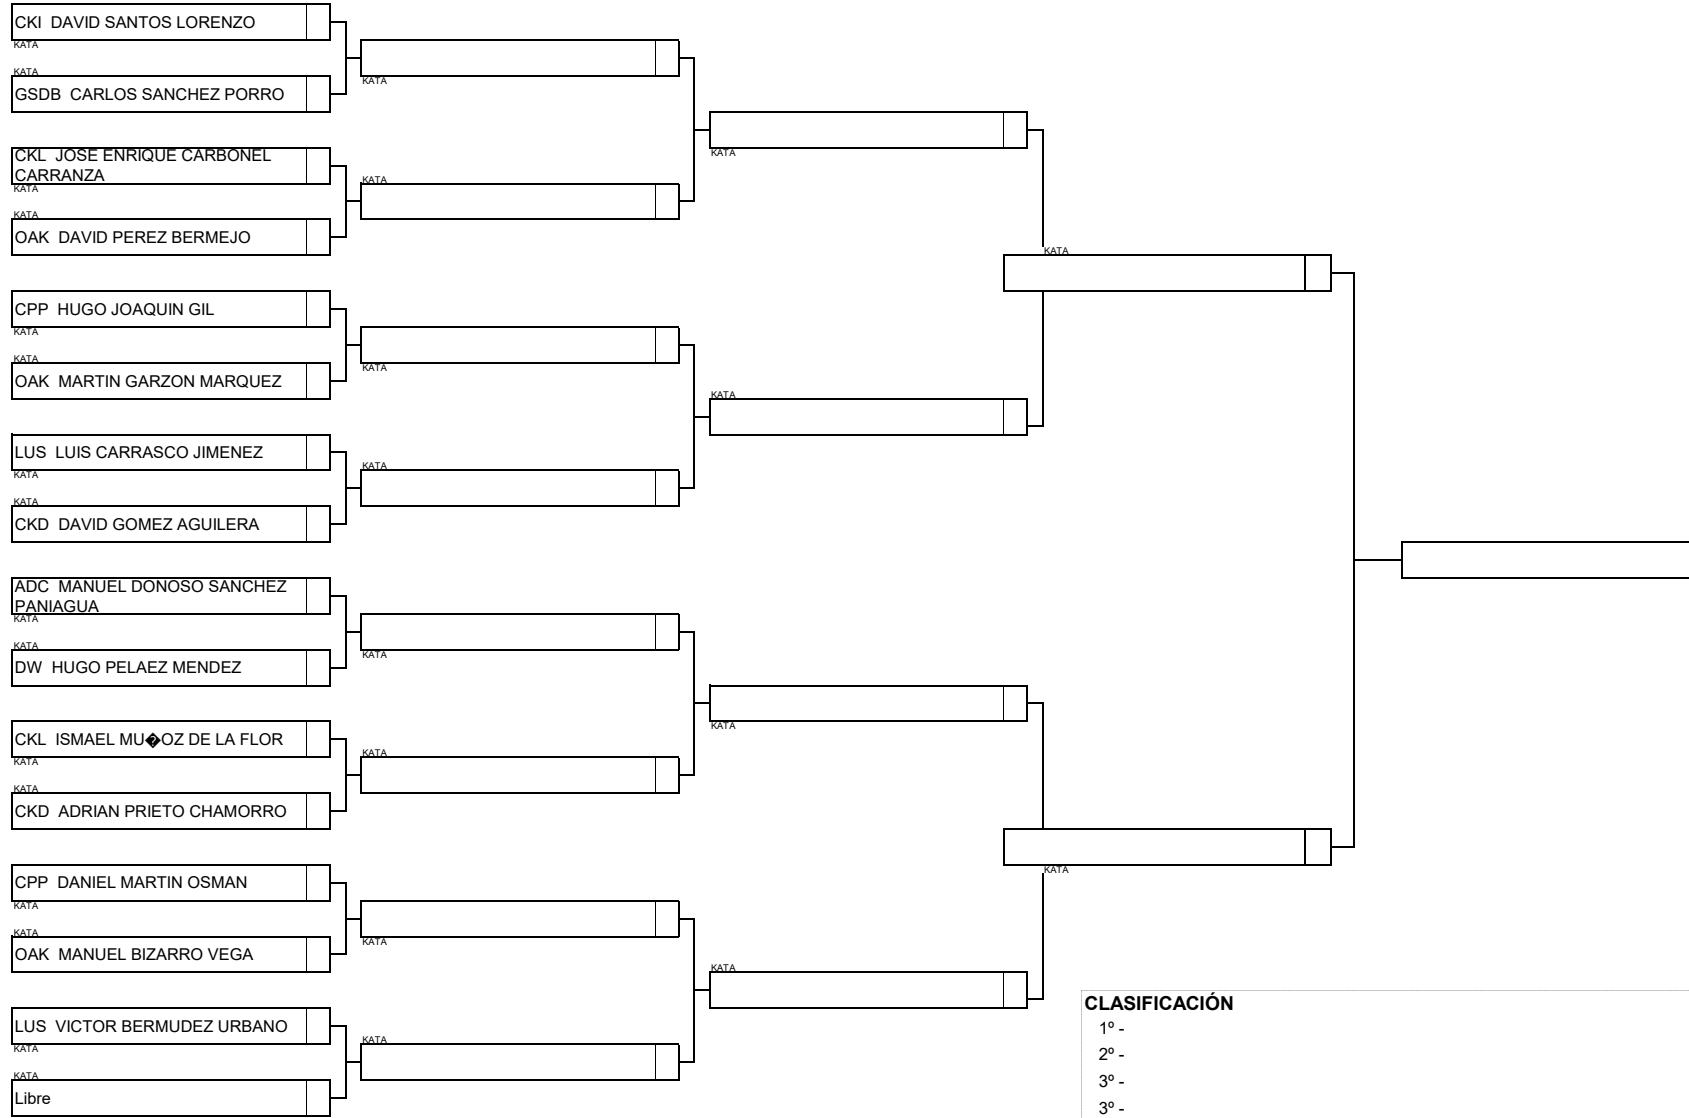 CKI  DAVID SANTOS LORENZO
KATA
KATA
GSDB  CARLOS SANCHEZ PORRO
CKL  JOSE ENRIQUE CARBONEL
CARRANZA
KATA
KATA
OAK  DAVID PEREZ BERMEJO
CPP  HUGO JOAQUIN GIL
KATA
KATA
OAK  MARTIN GARZON MARQUEZ
LUS  LUIS CARRASCO JIMENEZ
KATA
KATA
CKD  DAVID GOMEZ AGUILERA
ADC  MANUEL DONOSO SANCHEZ
PANIAGUA
KATA
KATA
DW  HUGO PELAEZ MENDEZ
CKL  ISMAEL MU�OZ DE LA FLOR
KATA
KATA
CKD  ADRIAN PRIETO CHAMORRO
CPP  DANIEL MARTIN OSMAN
KATA
KATA
OAK  MANUEL BIZARRO VEGA
LUS  VICTOR BERMUDEZ URBANO
KATA
KATA
Libre
KATA
KATA
KATA
KATA
KATA
KATA
KATA
KATA
KATA
KATA
KATA
KATA
KATA
KATA
CLASIFICACIÓN
1º -
2º -
3º -
3º -